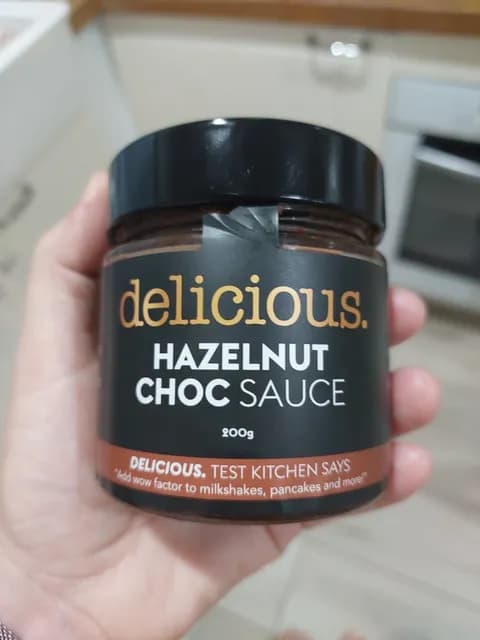 delicious.
HAZELNUT
CHOC SAUCE
200g
DELICIOUS. TEST KITCHEN SAYS
"Add wow factor to milkshakes, pancakes and more!"